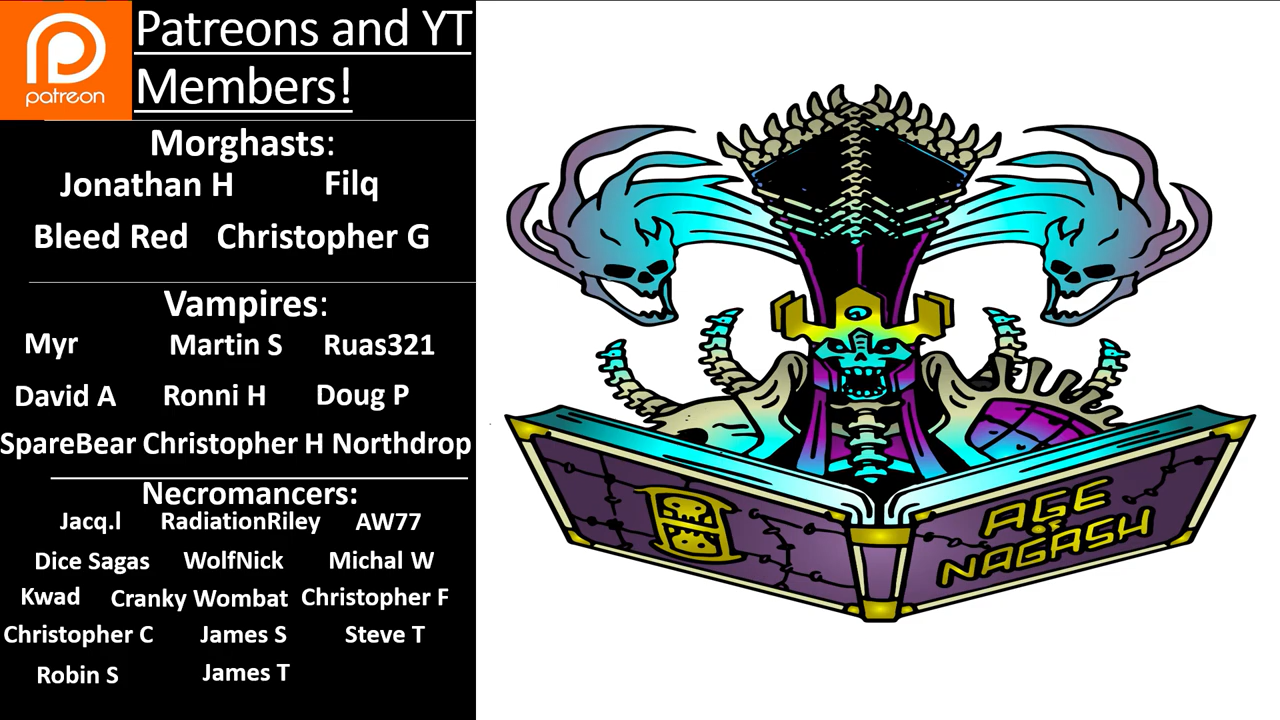 patreon
Patreons and YT
Members!
Morghasts:
Jonathan H Filq
Bleed Red Christopher G
Vampires:
Myr Martin S Ruas321
David A Ronni H Doug P
SpareBear Christopher H Northdrop
Necromancers:
Jacq.l RadiationRiley AW77
Dice Sagas WolfNick Michal W
Kwad Cranky Wombat Christopher F
Christopher C James S Steve T
Robin S James T
AGE
OF
NAGASH